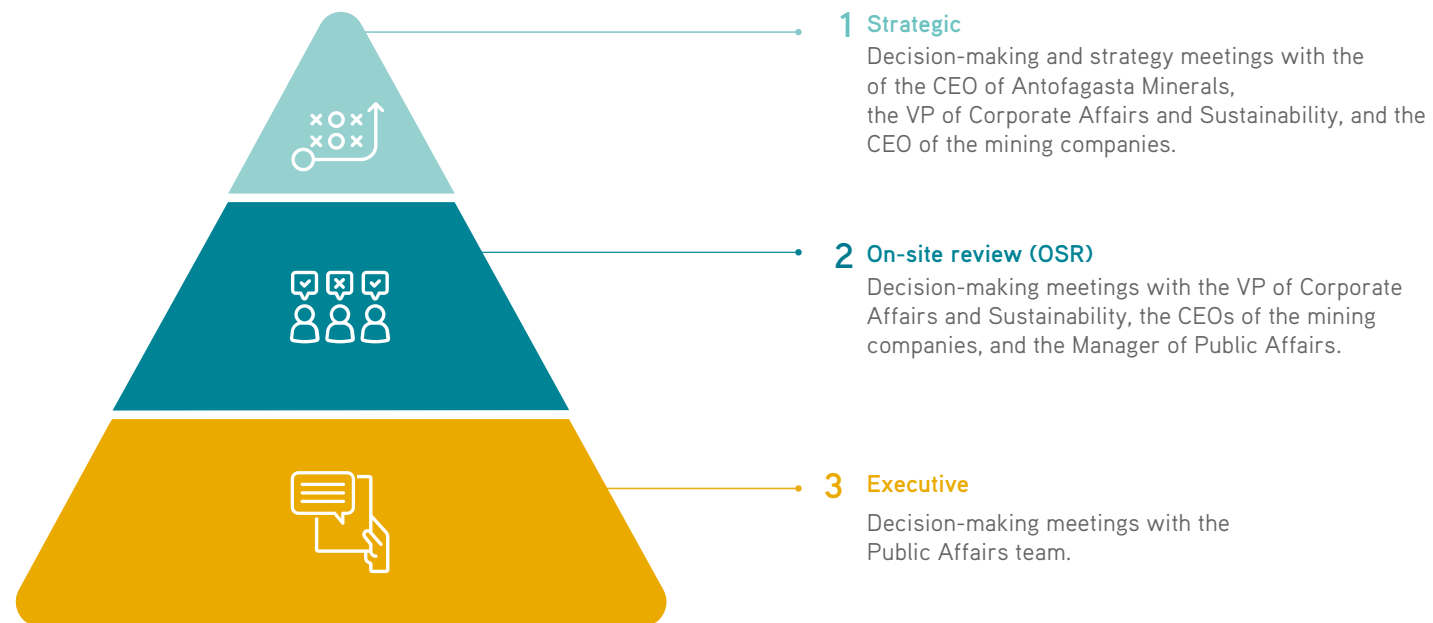 1 Strategic
Decision-making and strategy meetings with the
of the CEO of Antofagasta Minerals,
the VP of Corporate Affairs and Sustainability, and the
CEO of the mining companies.
2 On-site review (OSR)
Decision-making meetings with the VP of Corporate
Affairs and Sustainability, the CEOs of the mining
companies, and the Manager of Public Affairs.
3 Executive
Decision-making meetings with the
Public Affairs team.